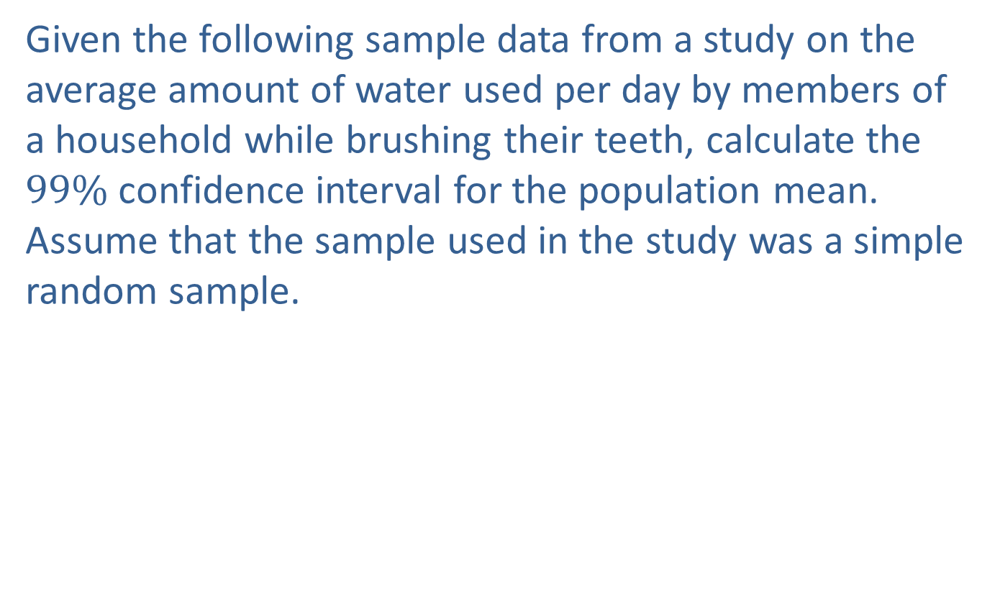 Given the following sample data from a study on the
average amount of water used per day by members of
a household while brushing their teeth, calculate the
99% confidence interval for the population mean.
Assume that the sample used in the study was a simple
random sample.